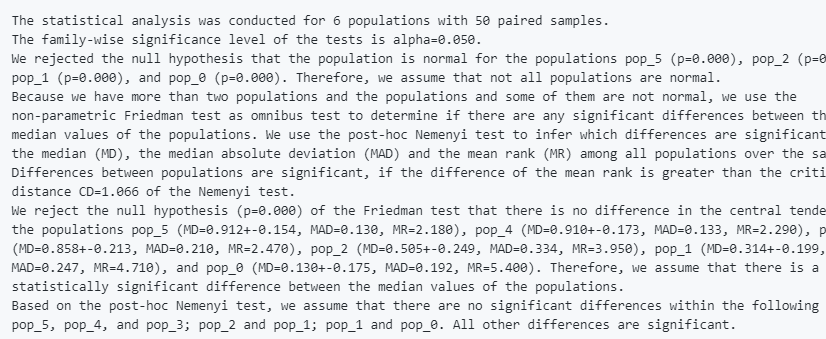 The statistical analysis was conducted for 6 populations with 50 paired samples.
The family-wise significance level of the tests is alpha=0.050.
We rejected the null hypothesis that the population is normal for the populations pop_5 (p=0.000), pop_2 (p=0
pop_1 (p=0.000), and pop_0 (p=0.000). Therefore, we assume that not all populations are normal.
Because we have more than two populations and the populations and some of them are not normal, we use the
non-parametric Friedman test as omnibus test to determine if there are any significant differences between th
median values of the populations. We use the post-hoc Nemenyi test to infer which differences are significant
the median (MD), the median absolute deviation (MAD) and the mean rank (MR) among all populations over the sa
Differences between populations are significant, if the difference of the mean rank is greater than the criti
distance CD=1.066 of the Nemenyi test.
We reject the null hypothesis (p=0.000) of the Friedman test that there is no difference in the central tende
the populations pop_5 (MD=0.912+-0.154, MAD=0.130, MR=2.180), pop_4 (MD=0.910+-0.173, MAD=0.133, MR=2.290), p
(MD=0.858+-0.213, MAD=0.210, MR=2.470), pop_2 (MD=0.505+-0.249, MAD=0.334, MR=3.950), pop_1 (MD=0.314+-0.199,
MAD=0.247, MR=4.710), and pop_0 (MD=0.130+-0.175, MAD=0.192, MR=5.400). Therefore, we assume that there is a
statistically significant difference between the median values of the populations.
Based on the post-hoc Nemenyi test, we assume that there are no significant differences within the following
pop_5, pop_4, and pop_3; pop_2 and pop_1; pop_1 and pop_0. All other differences are significant.